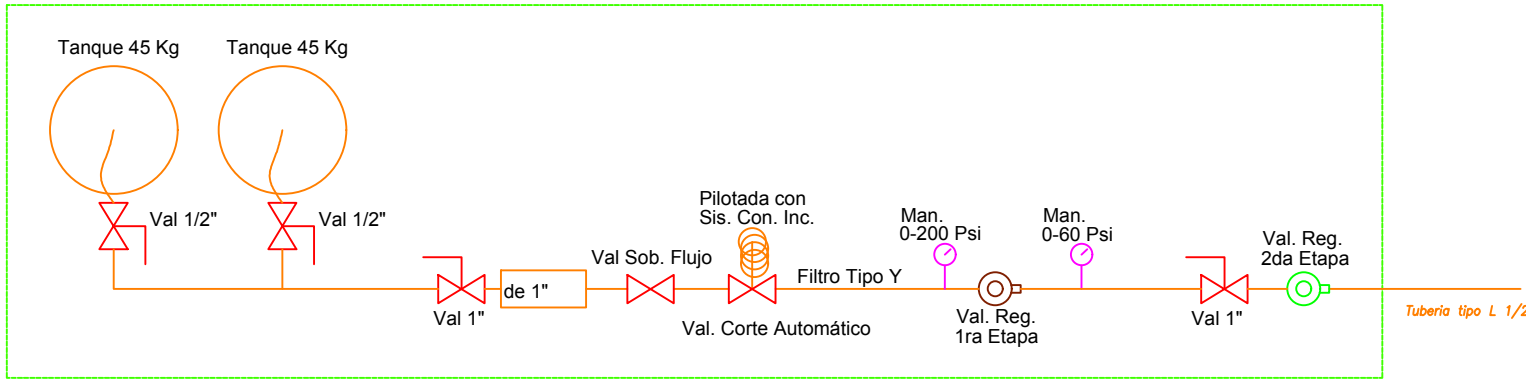 Tanque 45 Kg
Tanque 45 Kg
Val 1/2"
Val 1/2"
Val 1"
de 1"
Val Sob. Flujo
Pilotada con
Sis. Con. Inc.
Val. Corte Automático
Filtro Tipo Y
Man.
0-200 Psi
Val. Reg.
1ra Etapa
Man.
0-60 Psi
Val 1"
Val. Reg.
2da Etapa
Tuberia tipo L 1/2